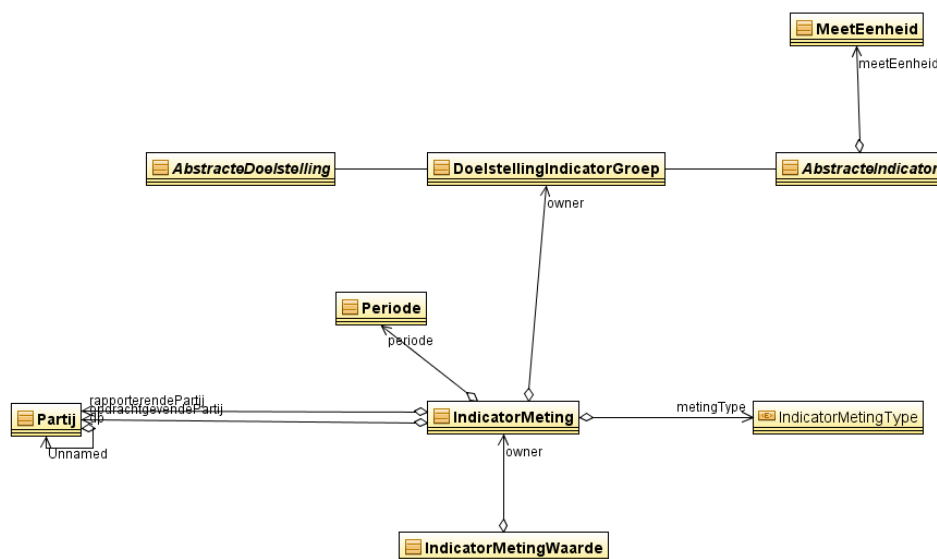 MeetEenheid
meetEenheid
AbstracteDoelstelling
DoelstellingIndicatorGroep
AbstracteIndicator
owner
Periode
periode
rapporterendePartij
opdrachtgevendePartij
Partij
Unnamed
IndicatorMeting
metingType
IndicatorMetingType
owner
IndicatorMetingWaarde